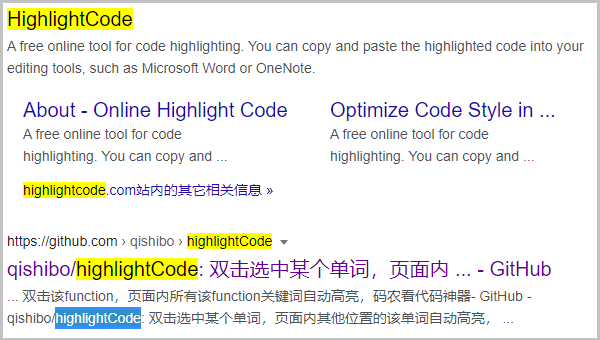 HighlightCode
A free online tool for code highlighting. You can copy and paste the highlighted code into your
editing tools, such as Microsoft Word or OneNote.
About - Online Highlight Code
A free online tool for code
highlighting. You can copy and ...
Optimize Code Style in ...
A free online tool for code
highlighting. You can copy and ...
highlightcode.com站内的其它相关信息 »
https://github.com › qishibo › highlightCode
qishibo/highlightCode: 双击选中某个单词，页面内 ... - GitHub
... 双击该function，页面内所有该function关键词自动高亮，码农看代码神器- GitHub -
qishibo/highlightCode: 双击选中某个单词，页面内其他位置的该单词自动高亮， ...